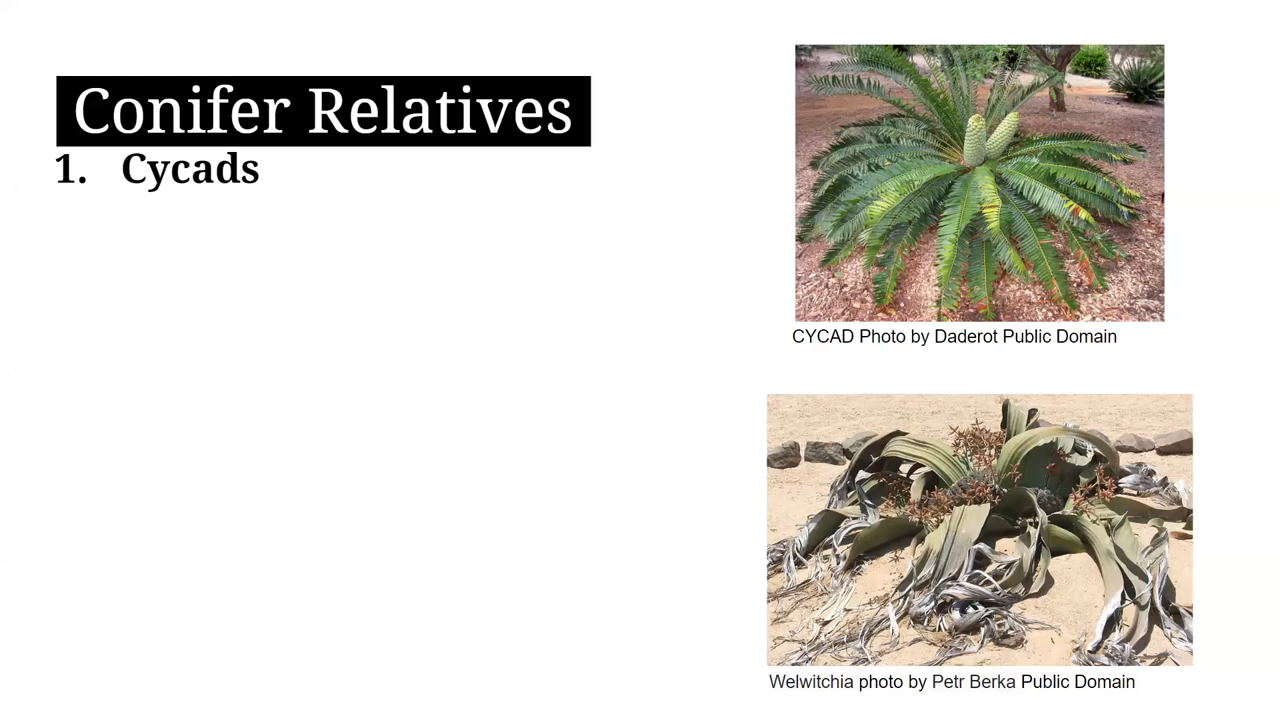 Conifer Relatives
1. Cycads
CYCAD Photo by Daderot Public Domain
Welwitchia photo by Petr Berka Public Domain